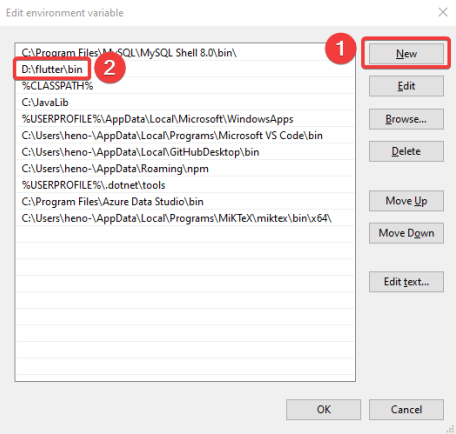 Edit environment variable
C:\Program Files\MySQL\MySQL Shell 8.0\bin\
D:\flutter\bin
%CLASSPATH%
C:\JavaLib
%USERPROFILE%\AppData\Local\Microsoft\WindowsApps
C:\Users\heno-\AppData\Local\Programs\Microsoft VS Code\bin
C:\Users\heno-\AppData\Local\GitHubDesktop\bin
C:\Users\heno-\AppData\Roaming\npm
%USERPROFILE%\.dotnet\tools
C:\Program Files\Azure Data Studio\bin
C:\Users\heno-\AppData\Local\Programs\MiKTeX\miktex\bin\x64\
1
2
New
Edit
Browse...
Delete
Move Up
Move Down
Edit text...
OK
Cancel